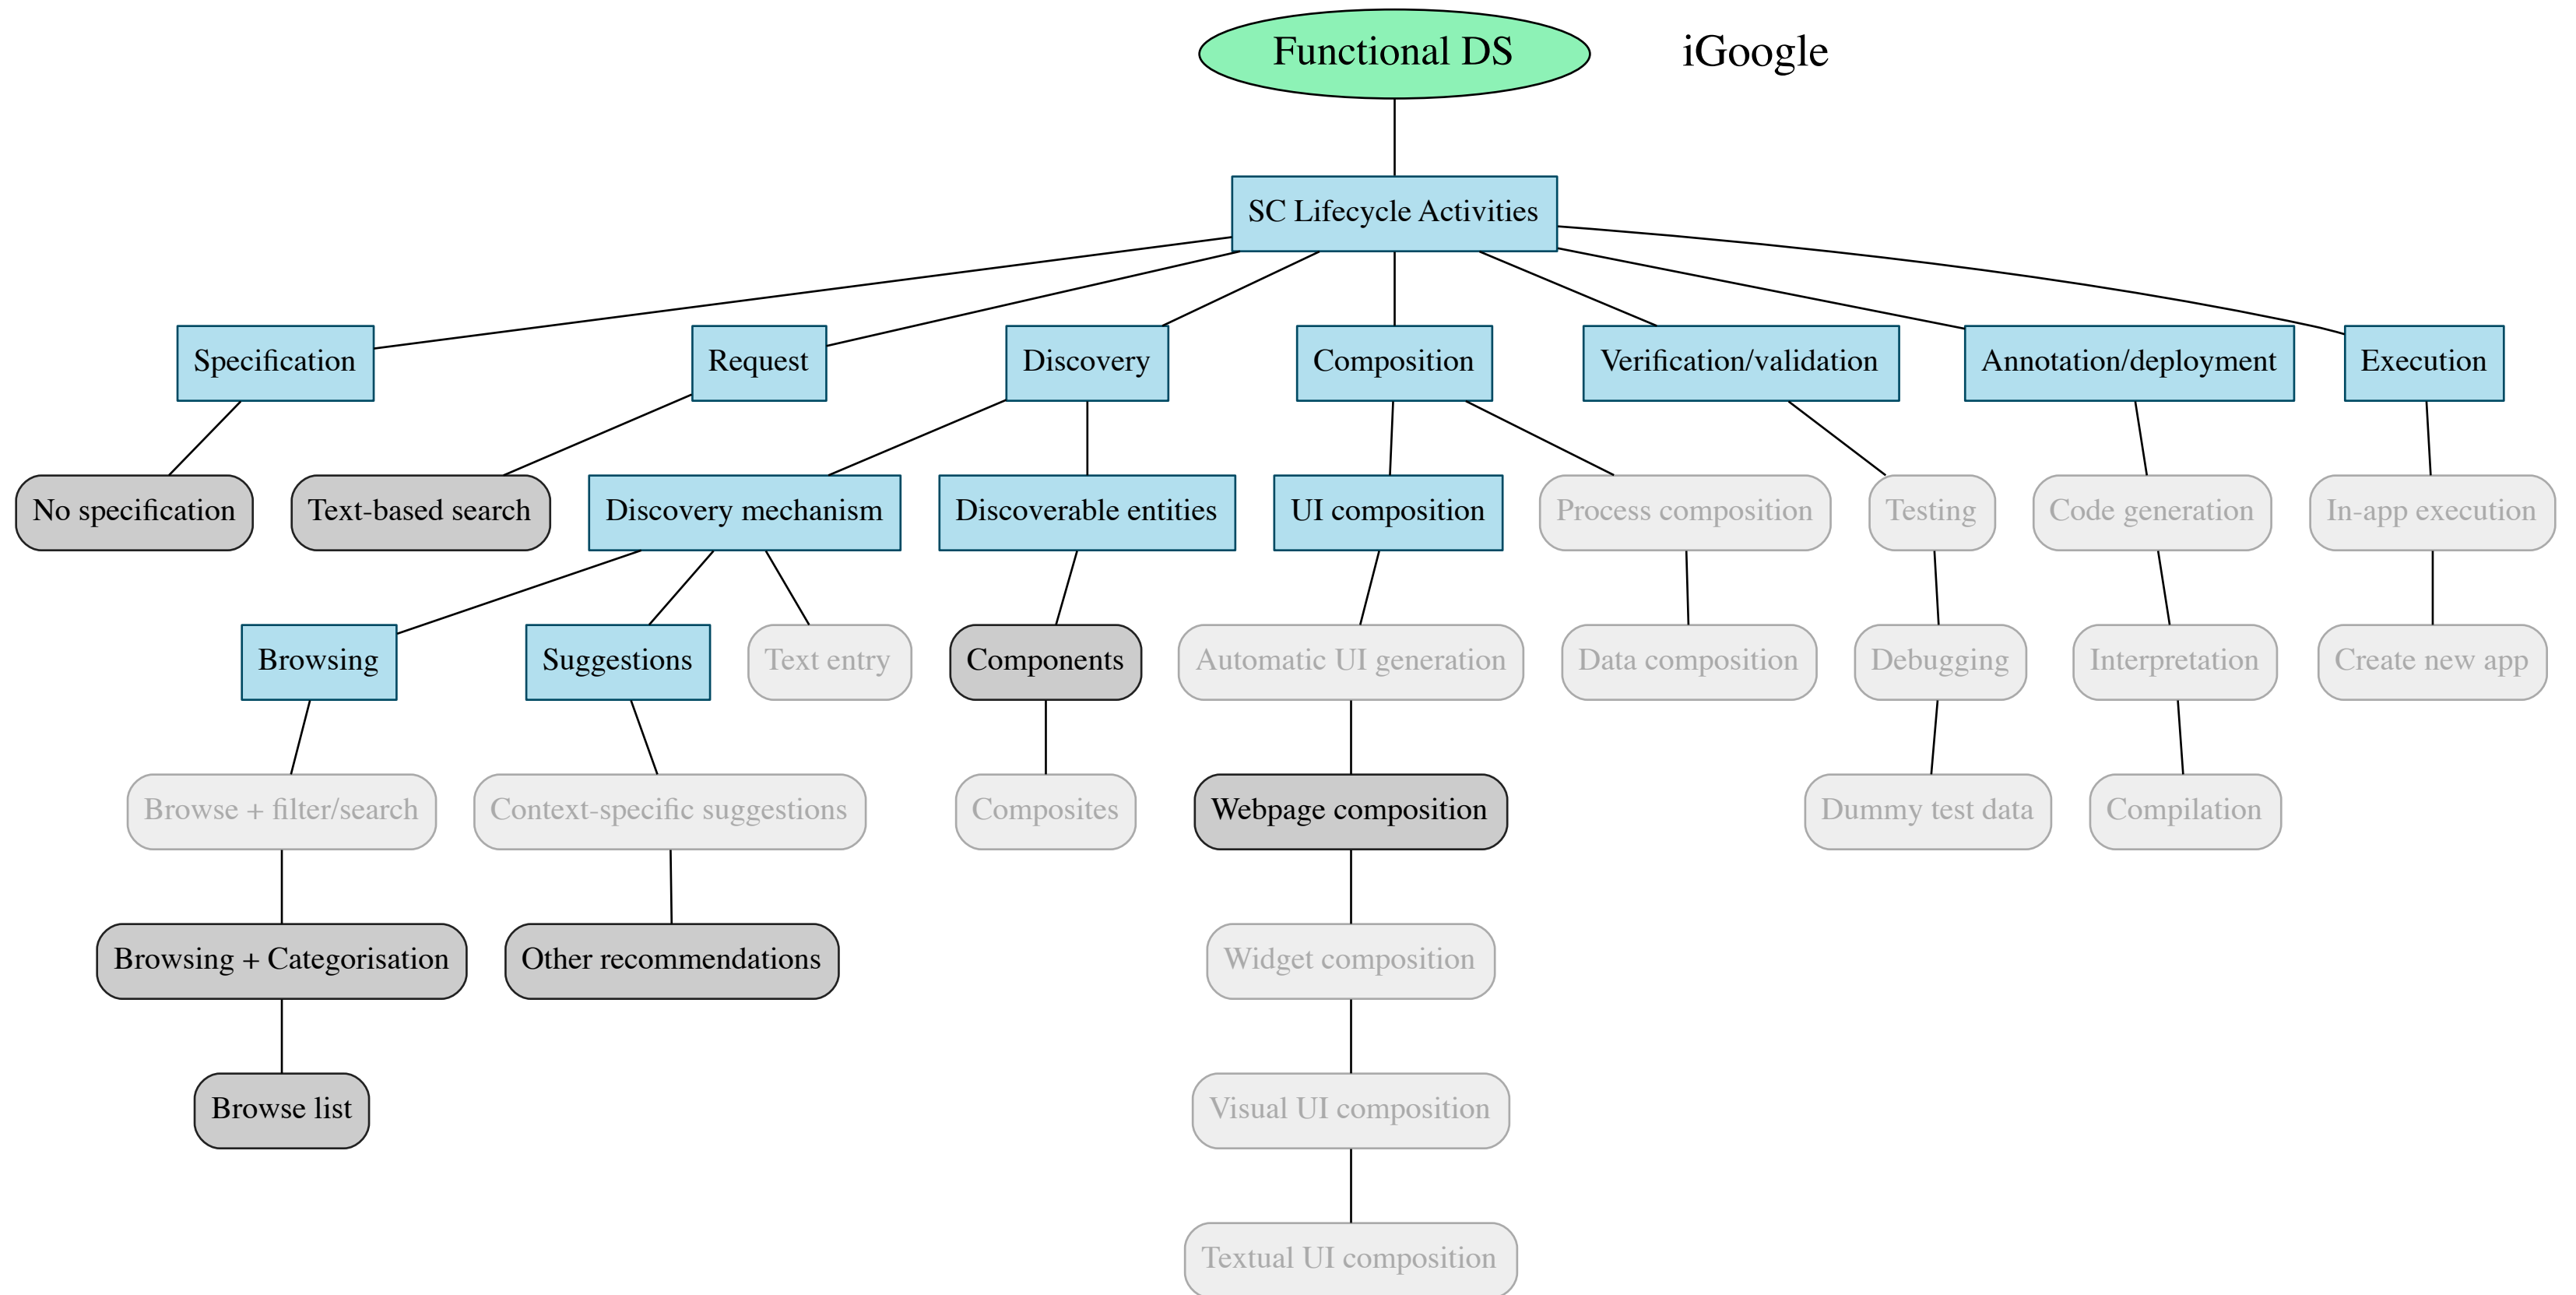 Functional DS
iGoogle
SC Lifecycle Activities
Specification
Request
Discovery
Composition
Verification/validation
Annotation/deployment
Execution
No specification
Text-based search
Discovery mechanism
Discoverable entities
UI composition
Process composition
Testing
Code generation
In-app execution
Browsing
Suggestions
Text entry
Components
Automatic UI generation
Data composition
Debugging
Interpretation
Create new app
Browse + filter/search
Context-specific suggestions
Composites
Webpage composition
Dummy test data
Compilation
Browsing + Categorisation
Other recommendations
Widget composition
Browse list
Visual UI composition
Textual UI composition